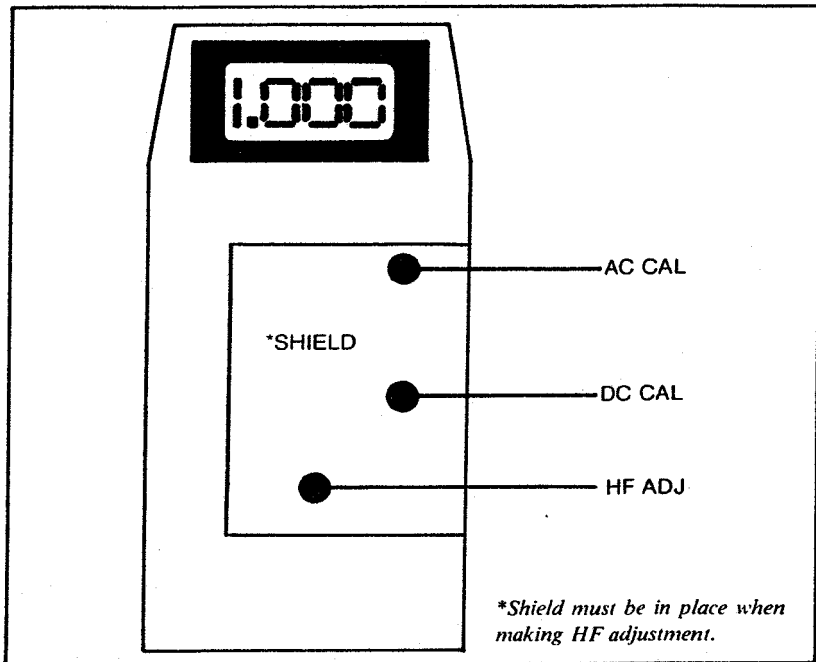 1.000
AC CAL
*SHIELD
DC CAL
HF ADJ
*Shield must be in place when
making HF adjustment.